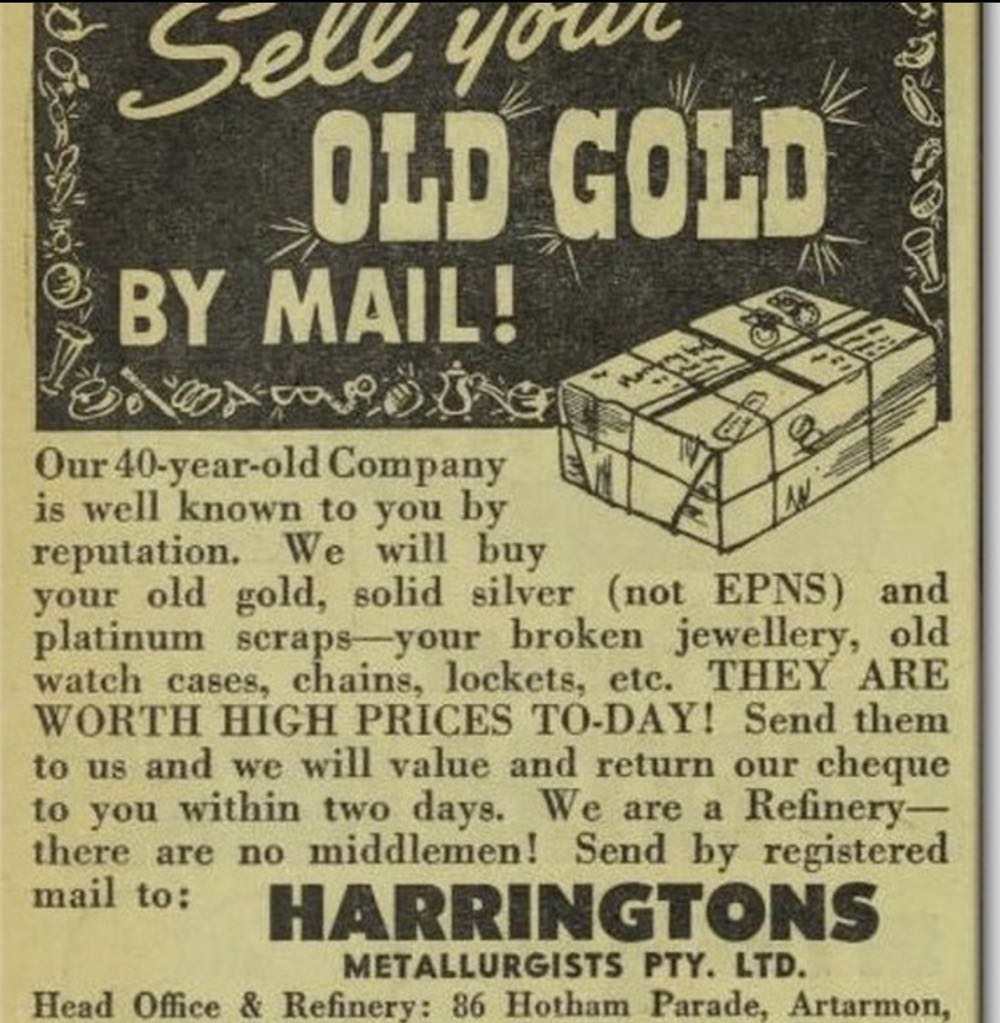 Sell your
OLD GOLD
BY MAIL!
Our 40-year-old Company
is well known to you by
reputation. We will buy
your old gold, solid silver (not EPNS) and
platinum scraps—your broken jewellery, old
watch cases, chains, lockets, etc. THEY ARE
WORTH HIGH PRICES TO-DAY! Send them
to us and we will value and return our cheque
to you within two days. We are a Refinery—
there are no middlemen! Send by registered
mail to:
HARRINGTONS
METALLURGISTS PTY. LTD.
Head Office & Refinery: 86 Hotham Parade, Artarmon,